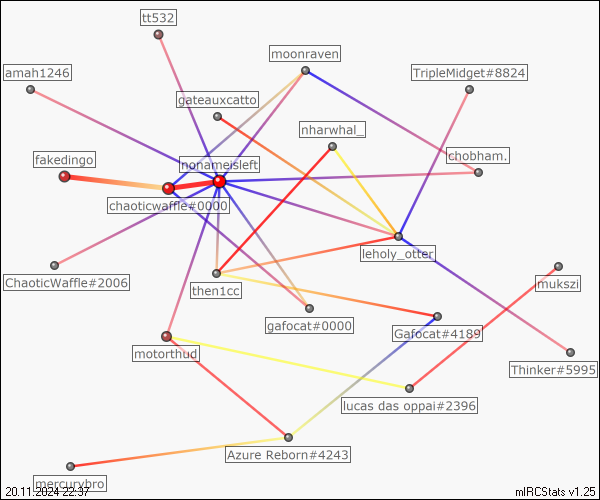 tt532
moonraven
amah1246
TripleMidget#8824
gateauxcatto
nharwhal_
thobham.
fakedingo
nonameisleft
chaoticwaffle#0000
leholy_otter
ChaoticWaffle#2006
then1cc
mukszi
gafocat#0000
Gafocat#4189
motorthud
Thinker#5995
lucas das oppai#2396
Azure Reborn#4243
mercurybro
20.11.2024 22:37
mIRCStats v1.25